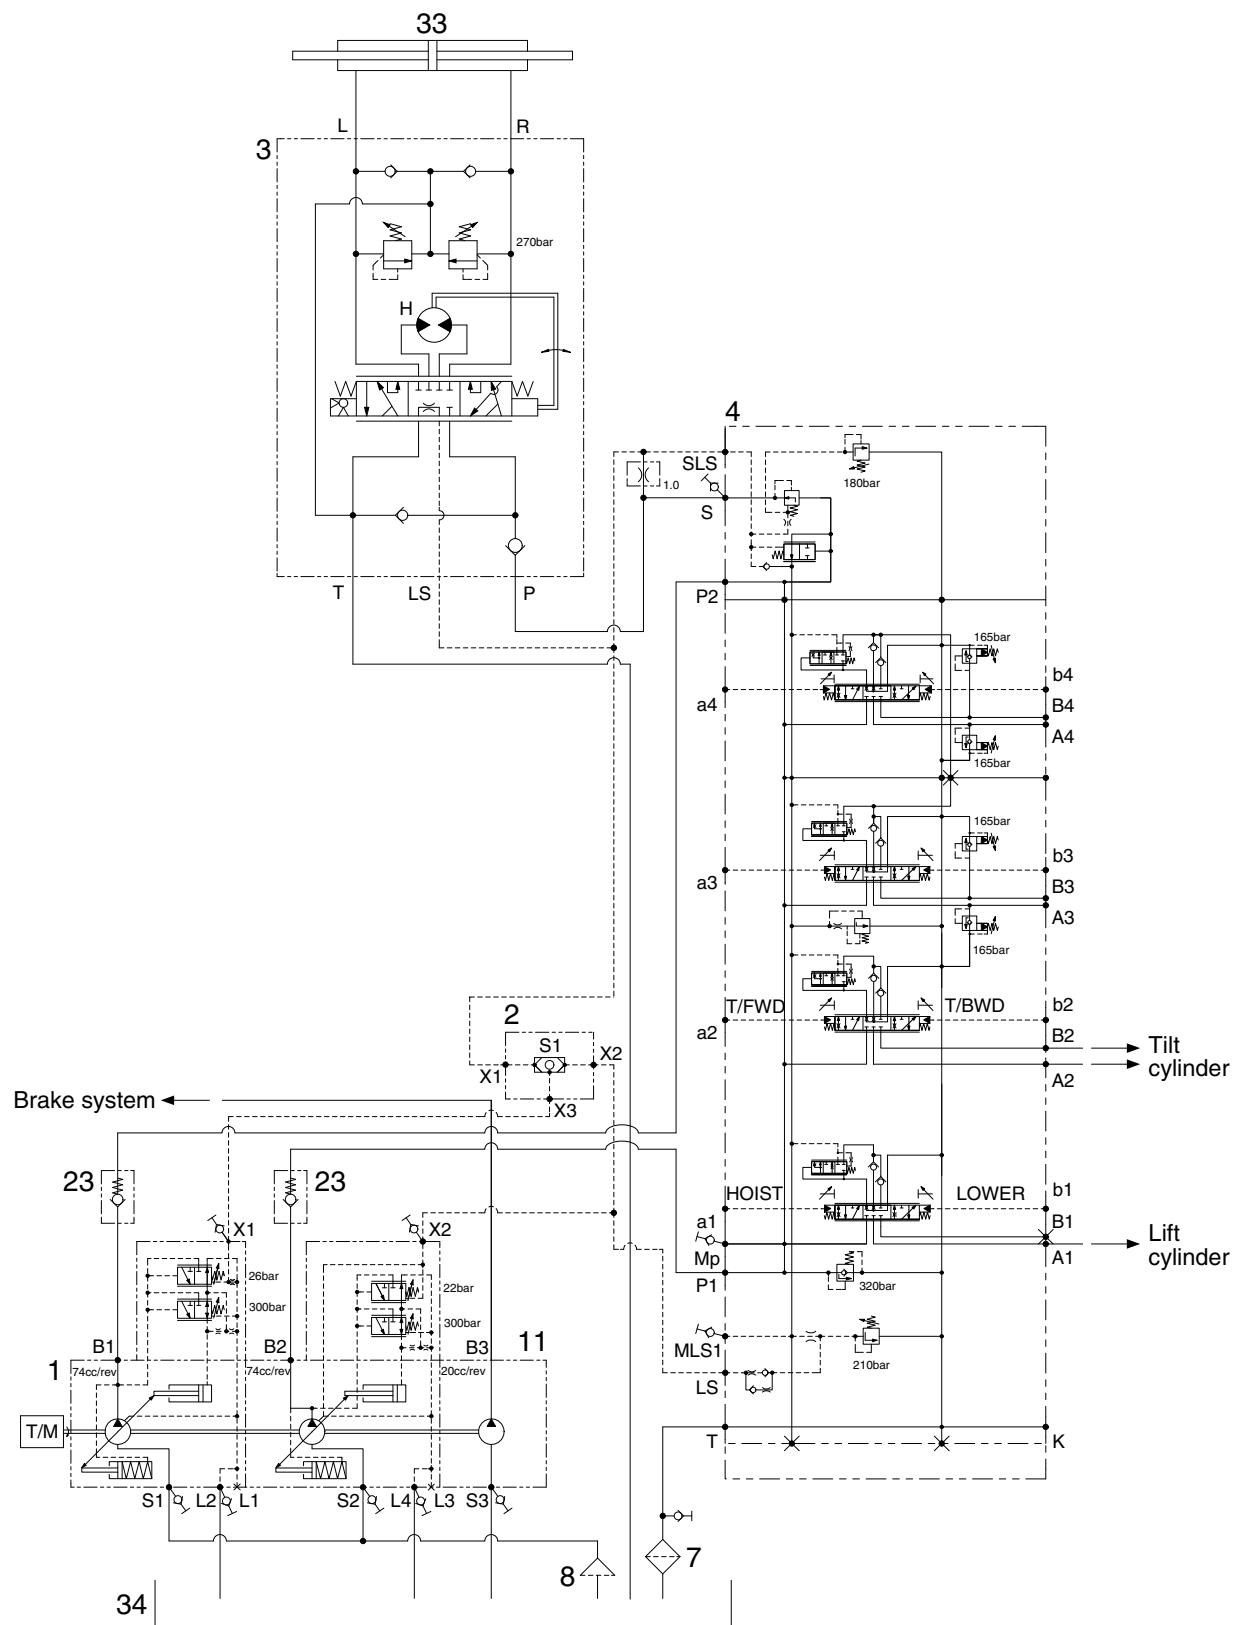 33
L R
3
270bar
H
4
SLS
1.0
180bar
S
T LS P
P2
165bar
b4
a4
B4
A4
165bar
165bar
b3
a3
B3
A3
165bar
T/FWD T/BWD
b2
a2
B2
Tilt
cylinder
A2
2
S1
X2
X1
X3
Brake system
23 23
HOIST LOWER
b1
a1
B1
Lift
cylinder
A1
Mp
P1
320bar
X1 X2
26bar
22bar
300bar
300bar
MLS1
210bar
LS
B1 B2 B3 11
1 74cc/rev 74cc/rev 20cc/rev
T/M
T K
S1 L2 L1 S2 L4 L3 S3
8 7
34